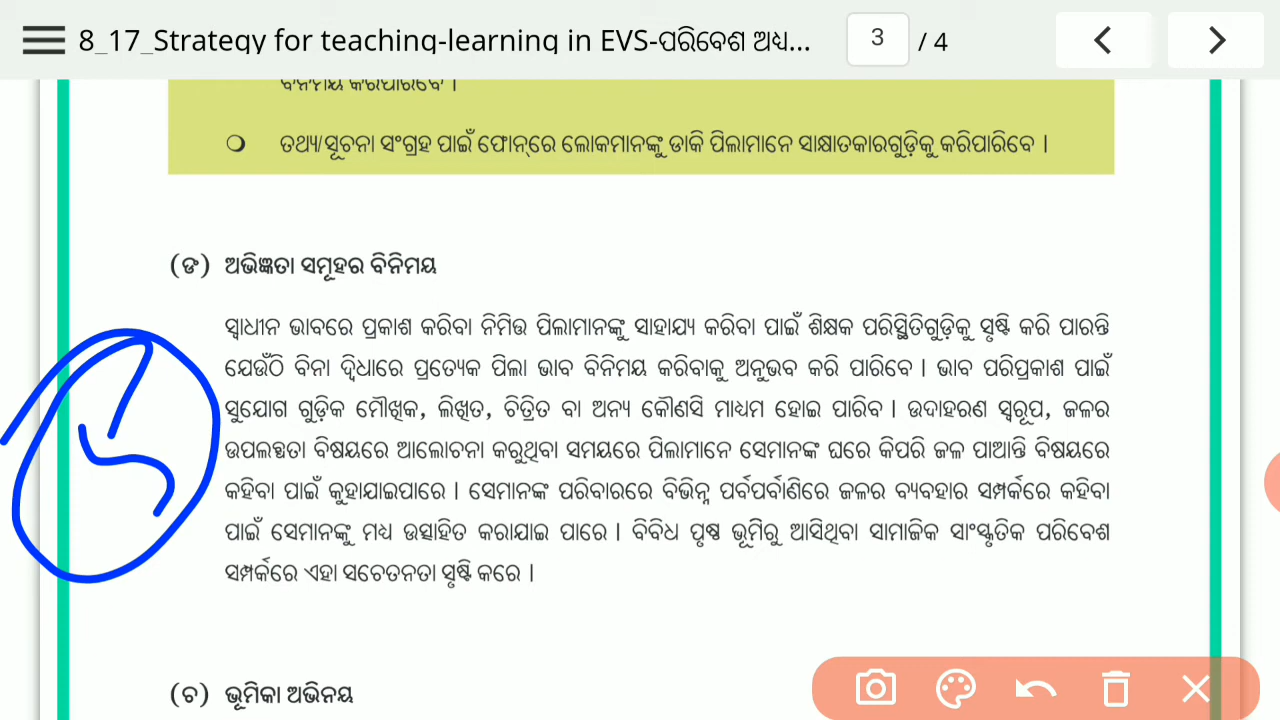 8_17_Strategy for teaching-learning in EVS-ପରିବେଶ ଅଧ... 3 / 4
ବିନିମୟ କରିପାରିବେ ।
❍ ତଥ୍ୟ/ସୂଚନା ସଂଗ୍ରହ ପାଇଁ ଫୋନ୍‌ରେ ଲୋକମାନଙ୍କୁ ଡାକି ପିଲାମାନେ ସାକ୍ଷାତକାରଗୁଡ଼ିକୁ କରିପାରିବେ ।
(ଙ) ଅଭିଜ୍ଞତା ସମୂହର ବିନିମୟ
ସ୍ୱାଧୀନ ଭାବରେ ପ୍ରକାଶ କରିବା ନିମିତ୍ତ ପିଲାମାନଙ୍କୁ ସାହାଯ୍ୟ କରିବା ପାଇଁ ଶିକ୍ଷକ ପରିସ୍ଥିତିଗୁଡ଼ିକୁ ସୃଷ୍ଟି କରି ପାରନ୍ତି
ଯେଉଁଠି ବିନା ଦ୍ୱିଧାରେ ପ୍ରତ୍ୟେକ ପିଲା ଭାବ ବିନିମୟ କରିବାକୁ ଅନୁଭବ କରି ପାରିବେ । ଭାବ ପରିପ୍ରକାଶ ପାଇଁ
ସୁଯୋଗ ଗୁଡ଼ିକ ମୌଖିକ, ଲିଖିତ, ଚିତ୍ରିତ ବା ଅନ୍ୟ କୌଣସି ମାଧ୍ୟମ ହୋଇ ପାରିବ । ଉଦାହରଣ ସ୍ୱରୂପ, ଜଳର
ଉପଲବ୍ଧତା ବିଷୟରେ ଆଲୋଚନା କରୁଥିବା ସମୟରେ ପିଲାମାନେ ସେମାନଙ୍କ ଘରେ କିପରି ଜଳ ପାଆନ୍ତି ବିଷୟରେ
କହିବା ପାଇଁ କୁହାଯାଇପାରେ । ସେମାନଙ୍କ ପରିବାରରେ ବିଭିନ୍ନ ପର୍ବପର୍ବାଣିରେ ଜଳର ବ୍ୟବହାର ସମ୍ପର୍କରେ କହିବା
ପାଇଁ ସେମାନଙ୍କୁ ମଧ୍ୟ ଉତ୍ସାହିତ କରାଯାଇ ପାରେ । ବିବିଧ ପୃଷ୍ଠ ଭୂମିରୁ ଆସିଥିବା ସାମାଜିକ ସାଂସ୍କୃତିକ ପରିବେଶ
ସମ୍ପର୍କରେ ଏହା ସଚେତନତା ସୃଷ୍ଟି କରେ ।
(ଚ) ଭୂମିକା ଅଭିନୟ